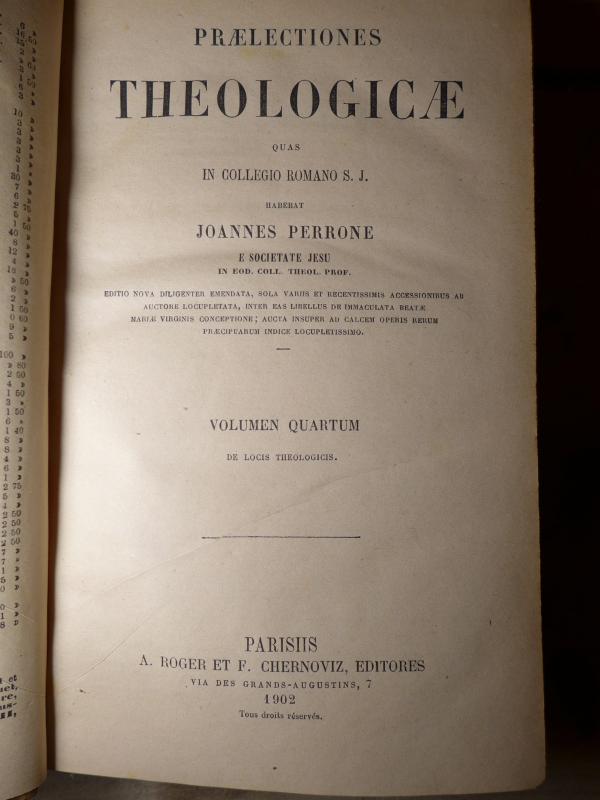 PRÆLECTIONES
THEOLOGICÆ
QUAS
IN COLLEGIO ROMANO S. J.
HABEBAT
JOANNES PERRONE
E SOCIETATE JESU
IN EOD. COLL. THEOL. PROF.
EDITIO NOVA DILIGENTER EMENDATA, SOLA VARIIS ET RECENTISSIMIS ACCESSIONIBUS AB
AUCTORE LOCUPLETATA, INTER EAS LIBELLUS DE IMMACULATA BEATÆ
MARIÆ VIRGINIS CONCEPTIONE; AUCTA INSUPER AD CALCEM OPERIS RERUM
PRÆCIPUARUM INDICE LOCUPLETISSIMO.
VOLUMEN QUARTUM
DE LOCIS THEOLOGICIS.
PARISIIS
A. ROGER ET F. CHERNOVIZ, EDITORES
VIA DES GRANDS-AUGUSTINS, 7
1902
Tous droits réservés.